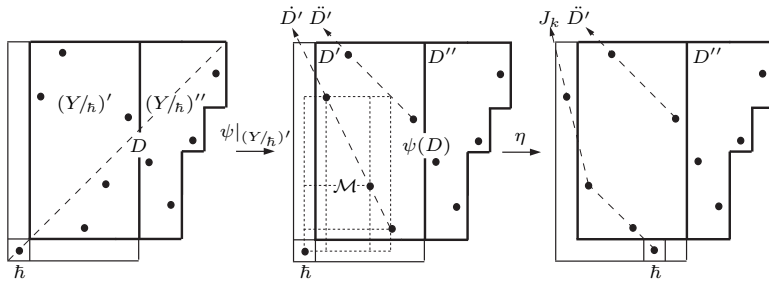 Ḋ′ D̈′ J_k D̈′
D′ D″ D″
(Y/ℏ)′ (Y/ℏ)″
ψ|(Y/ℏ)′ η
D ψ(D)
ℳ
ℏ ℏ ℏ